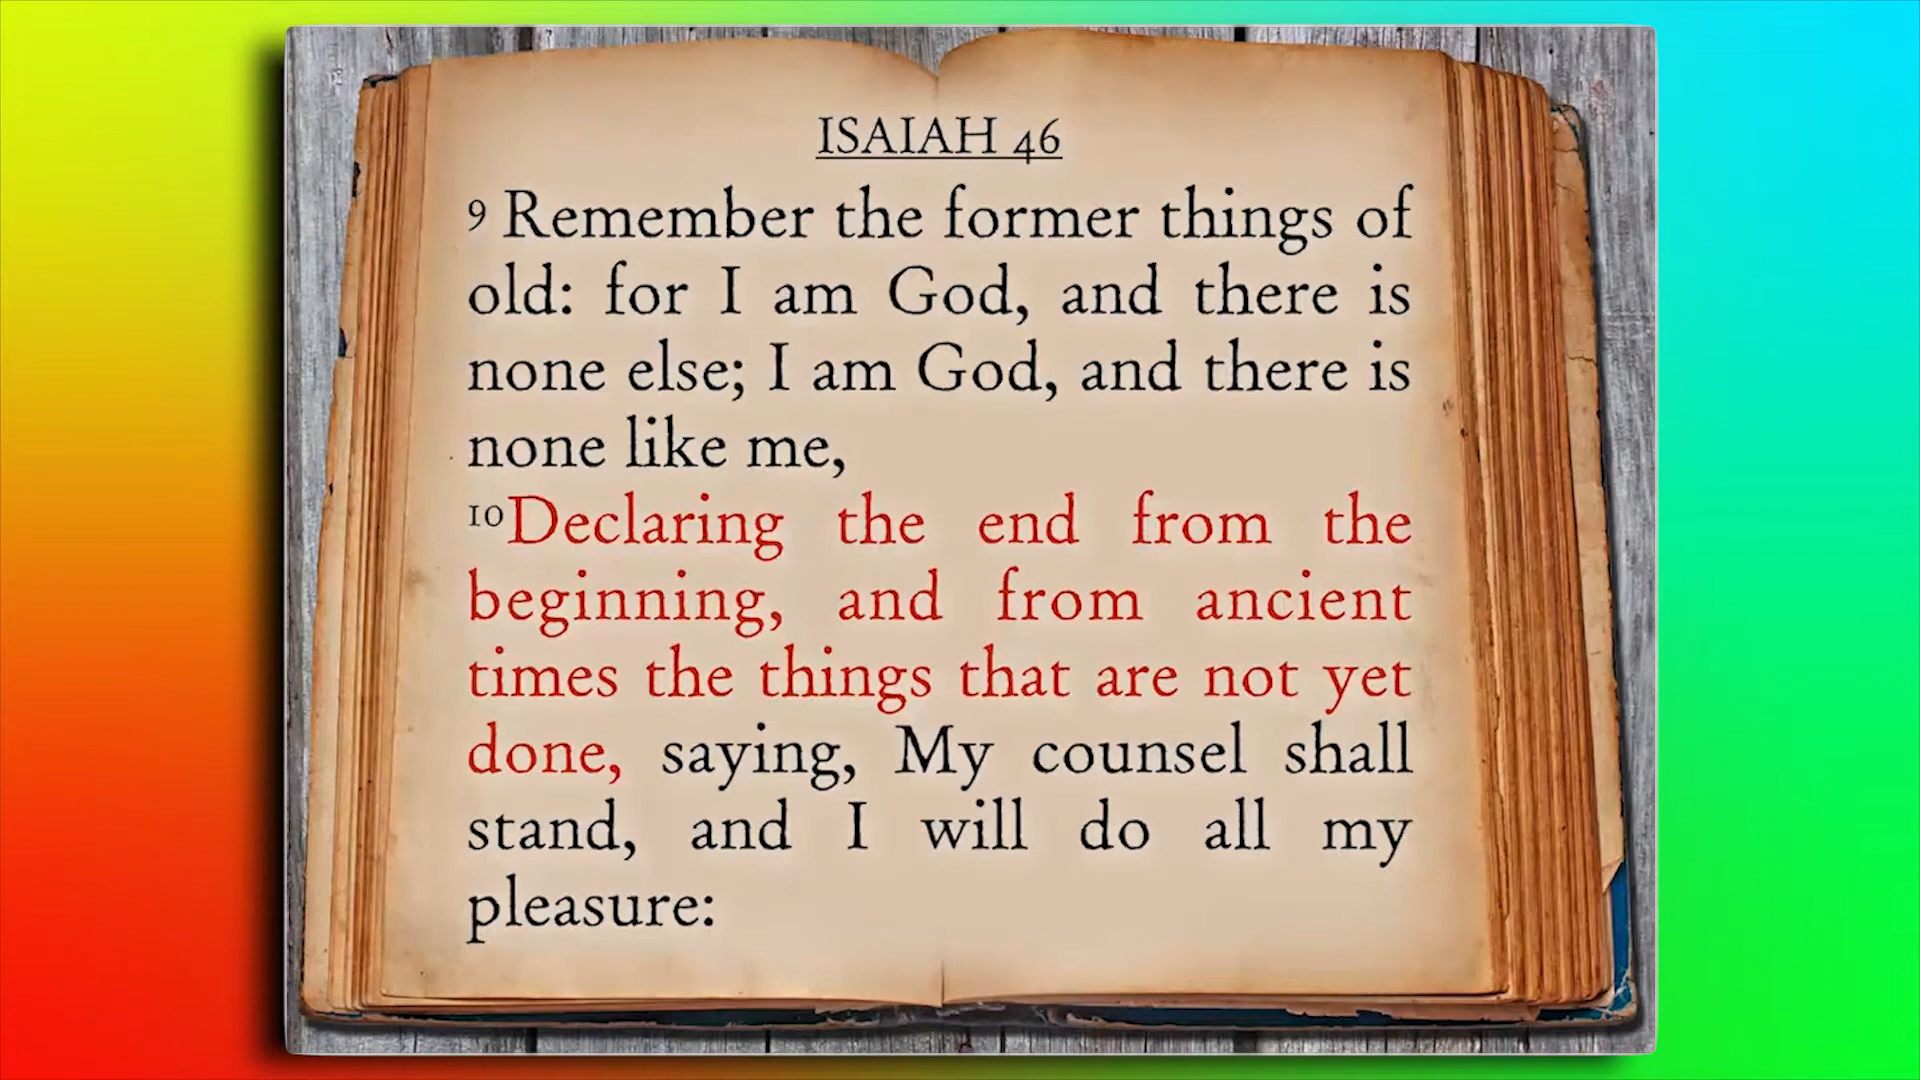 ISAIAH 46
9 Remember the former things of
old: for I am God, and there is
none else; I am God, and there is
none like me,
10 Declaring the end from the
beginning, and from ancient
times the things that are not yet
done, saying, My counsel shall
stand, and I will do all my
pleasure: